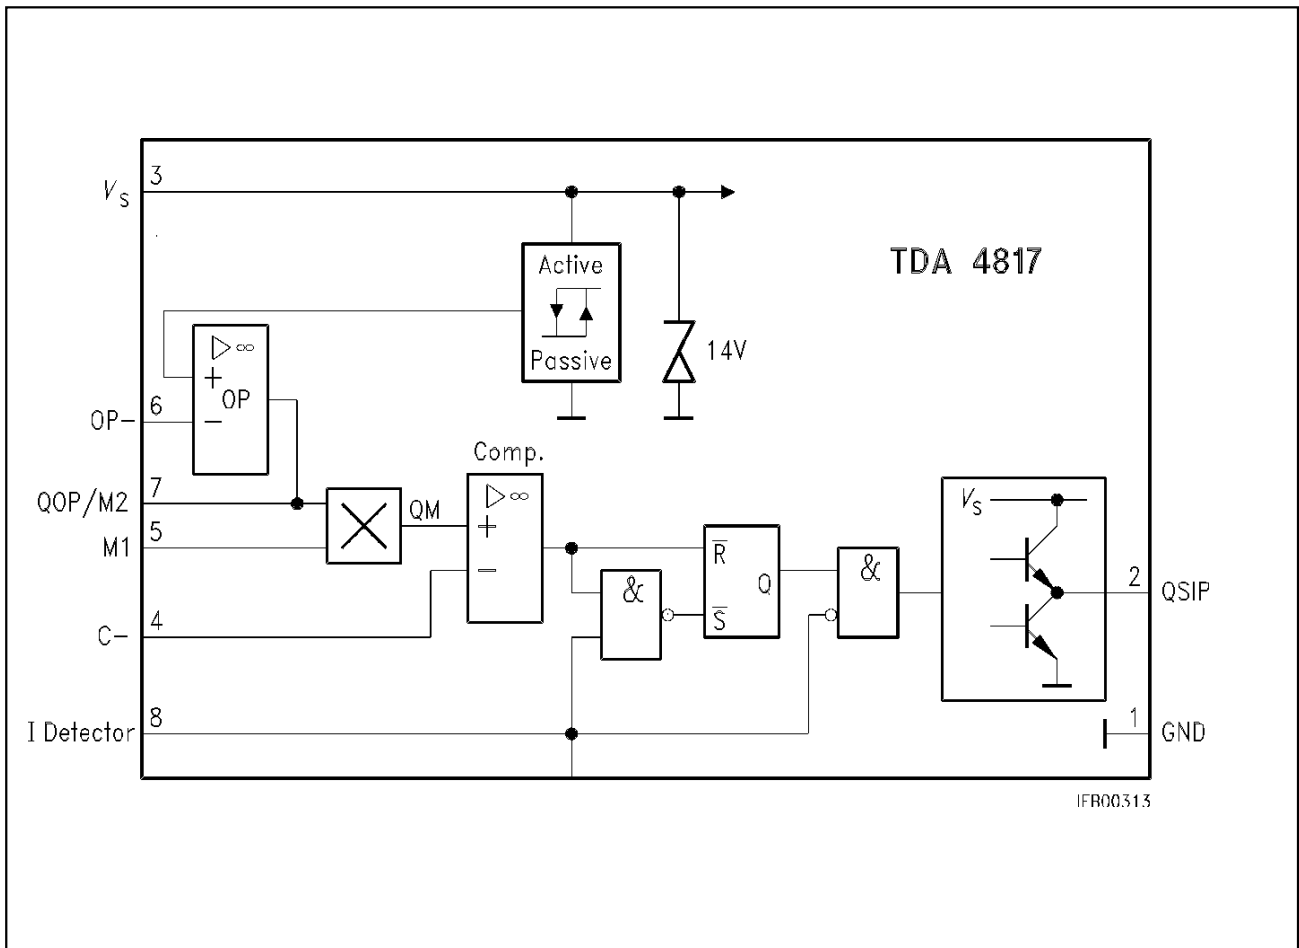 3
V_S
Active
TDA 4817
▷∞
Passive
14V
+
OP
6
OP−
−
Comp.
7
QOP/M2
QM
▷∞
V_S
5
M1
+
R̅
−
&
&
Q
2
QSIP
4
C−
S̅
8
I Detector
1
GND
IEB00313